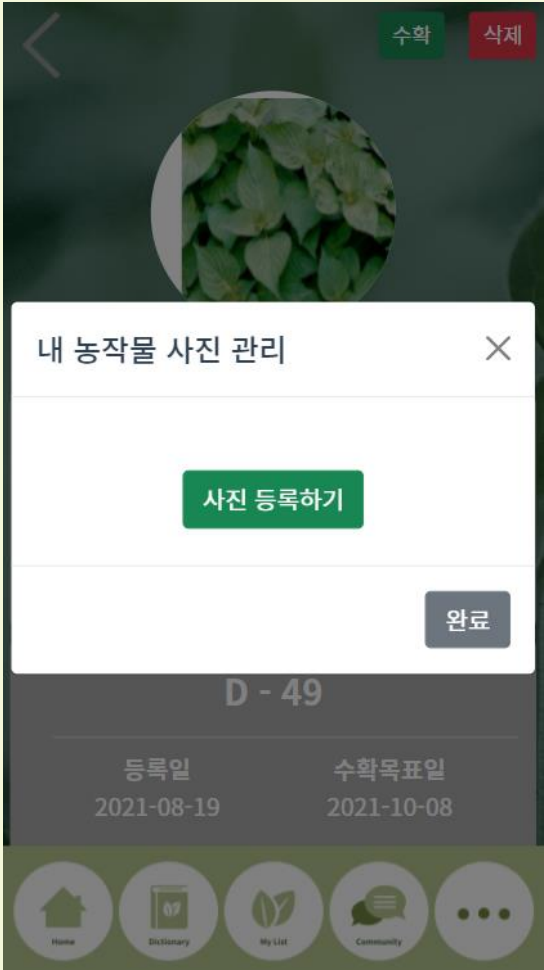 수확 삭제
내 농작물 사진 관리
사진 등록하기
완료
D - 49
등록일 수확목표일
2021-08-19 2021-10-08
Home Dictionary My List Community